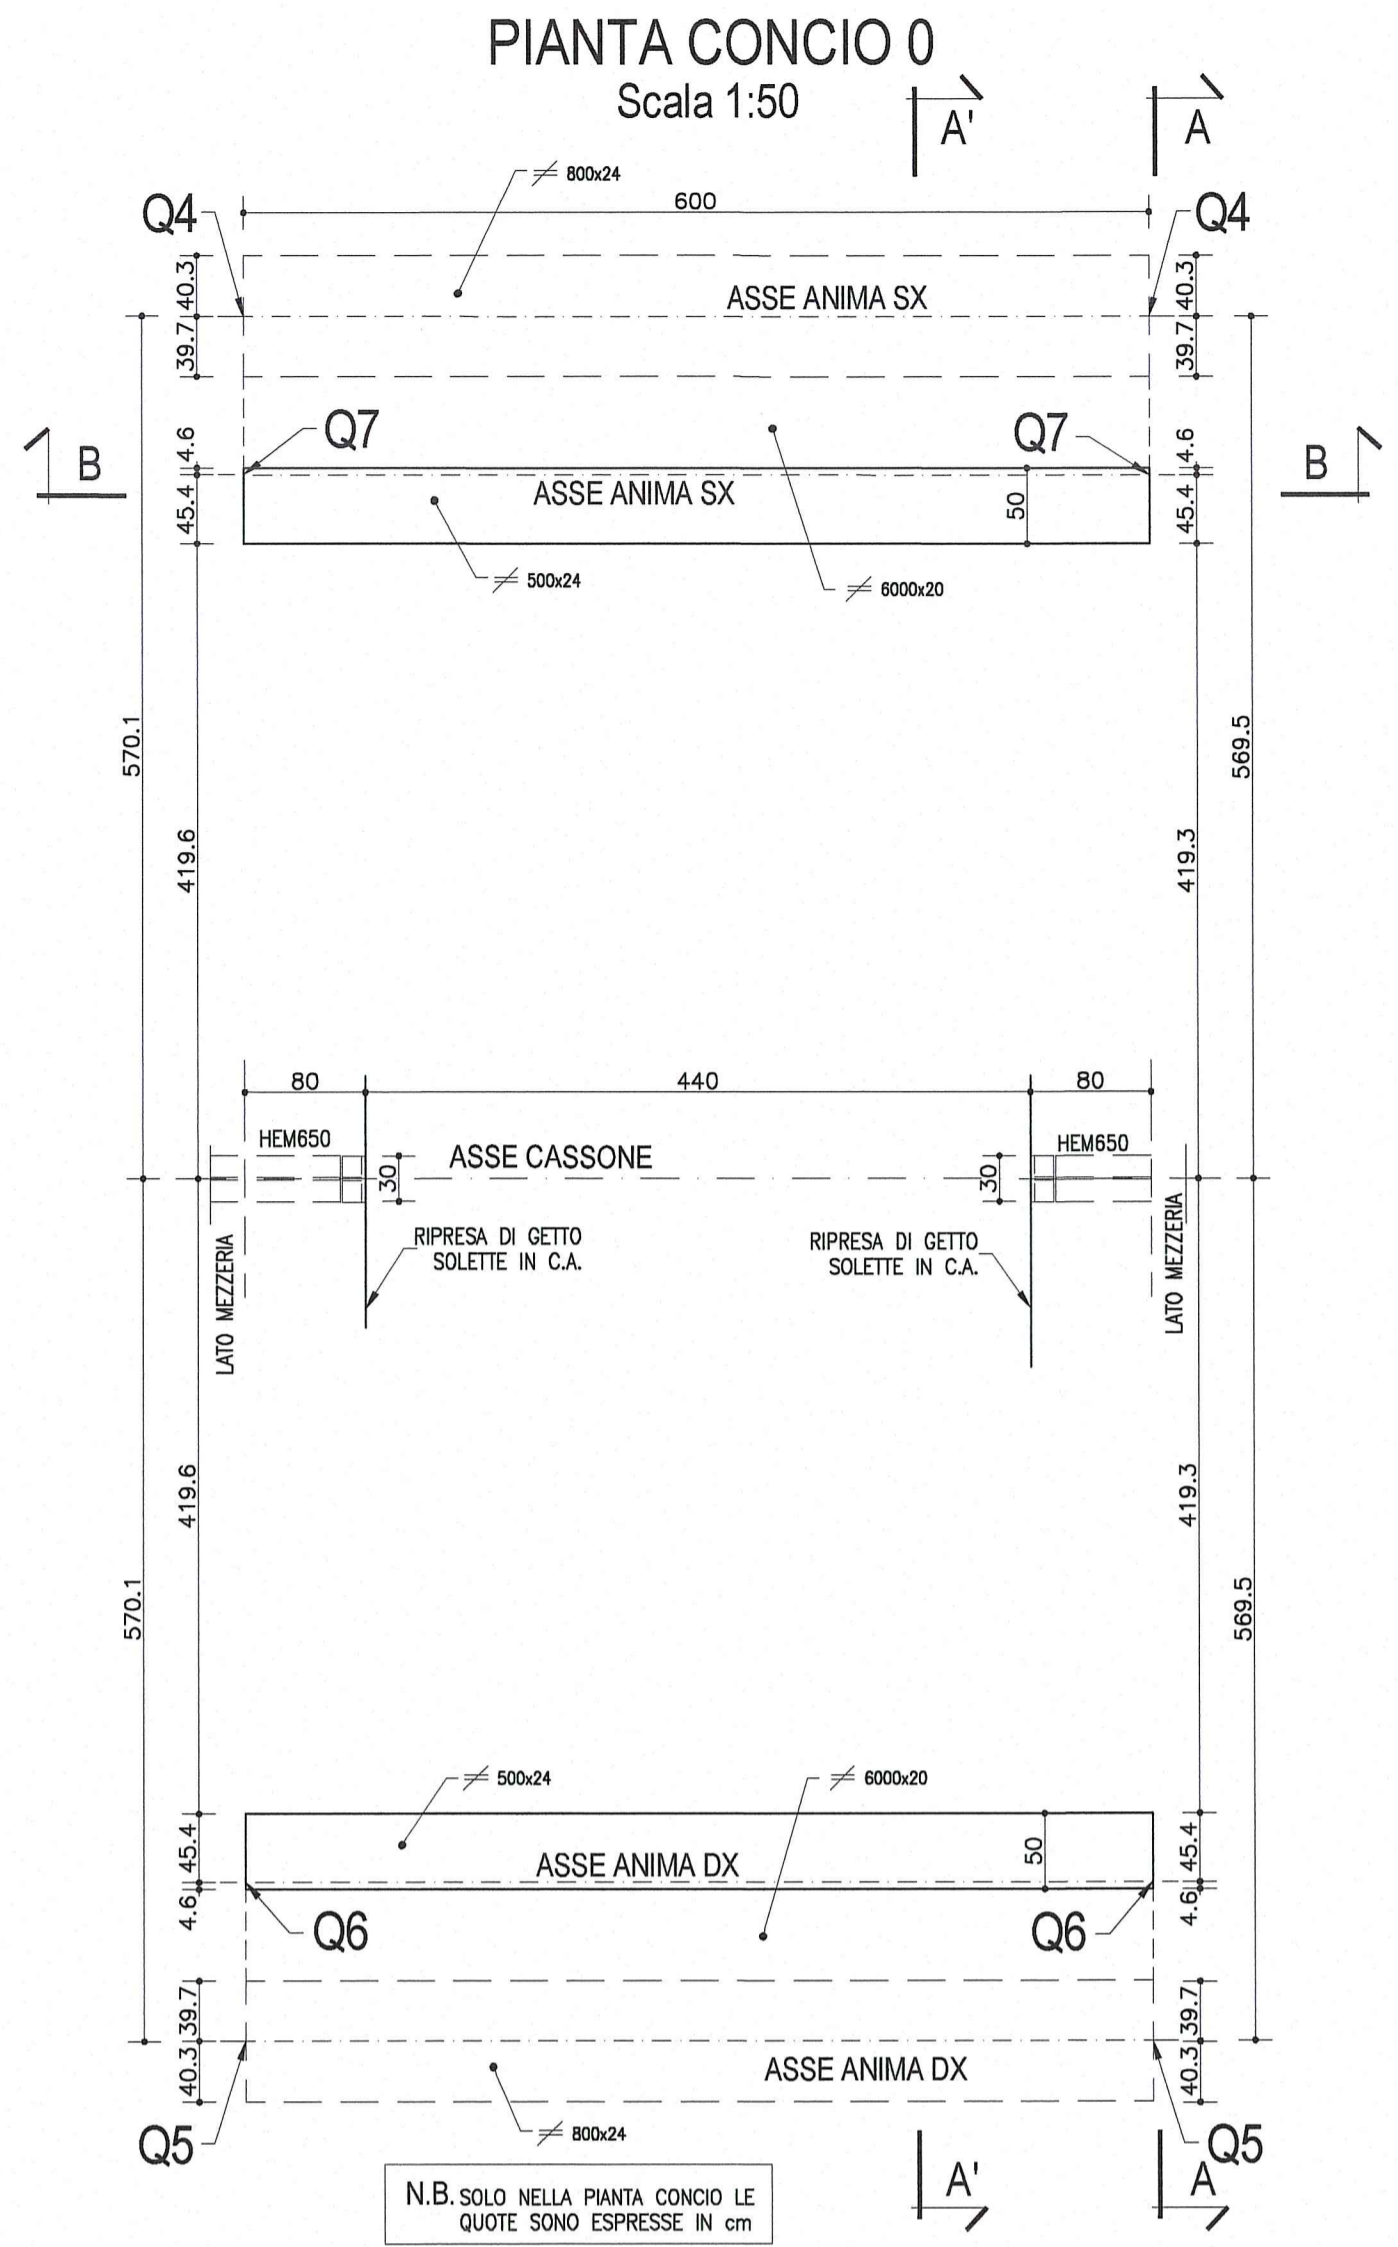 PIANTA CONCIO 0
Scala 1:50
A'
A
800x24
600
Q4
Q4
40.3
40.3
ASSE ANIMA SX
39.7
39.7
Q7
Q7
4.6
4.6
B
B
ASSE ANIMA SX
50
45.4
45.4
500x24
6000x20
570.1
569.5
419.6
419.3
80
440
80
HEM650
HEM650
ASSE CASSONE
30
30
RIPRESA DI GETTO
SOLETTE IN C.A.
RIPRESA DI GETTO
SOLETTE IN C.A.
LATO MEZZERIA
LATO MEZZERIA
419.6
419.3
570.1
569.5
500x24
6000x20
45.4
45.4
ASSE ANIMA DX
50
4.6
4.6
Q6
Q6
39.7
39.7
40.3
40.3
ASSE ANIMA DX
800x24
Q5
Q5
A'
A
N.B. SOLO NELLA PIANTA CONCIO LE
QUOTE SONO ESPRESSE IN cm